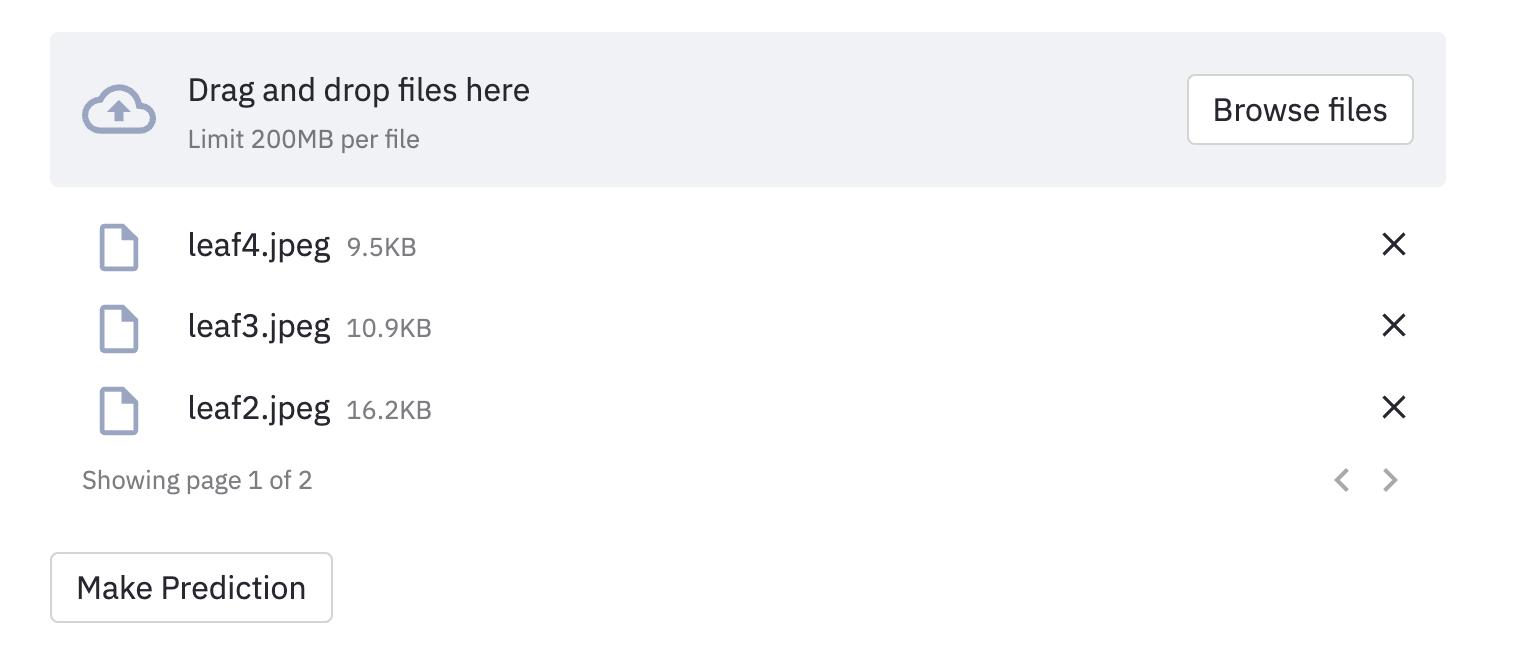 Drag and drop files here
Limit 200MB per file
Browse files
leaf4.jpeg 9.5KB
leaf3.jpeg 10.9KB
leaf2.jpeg 16.2KB
Showing page 1 of 2
Make Prediction